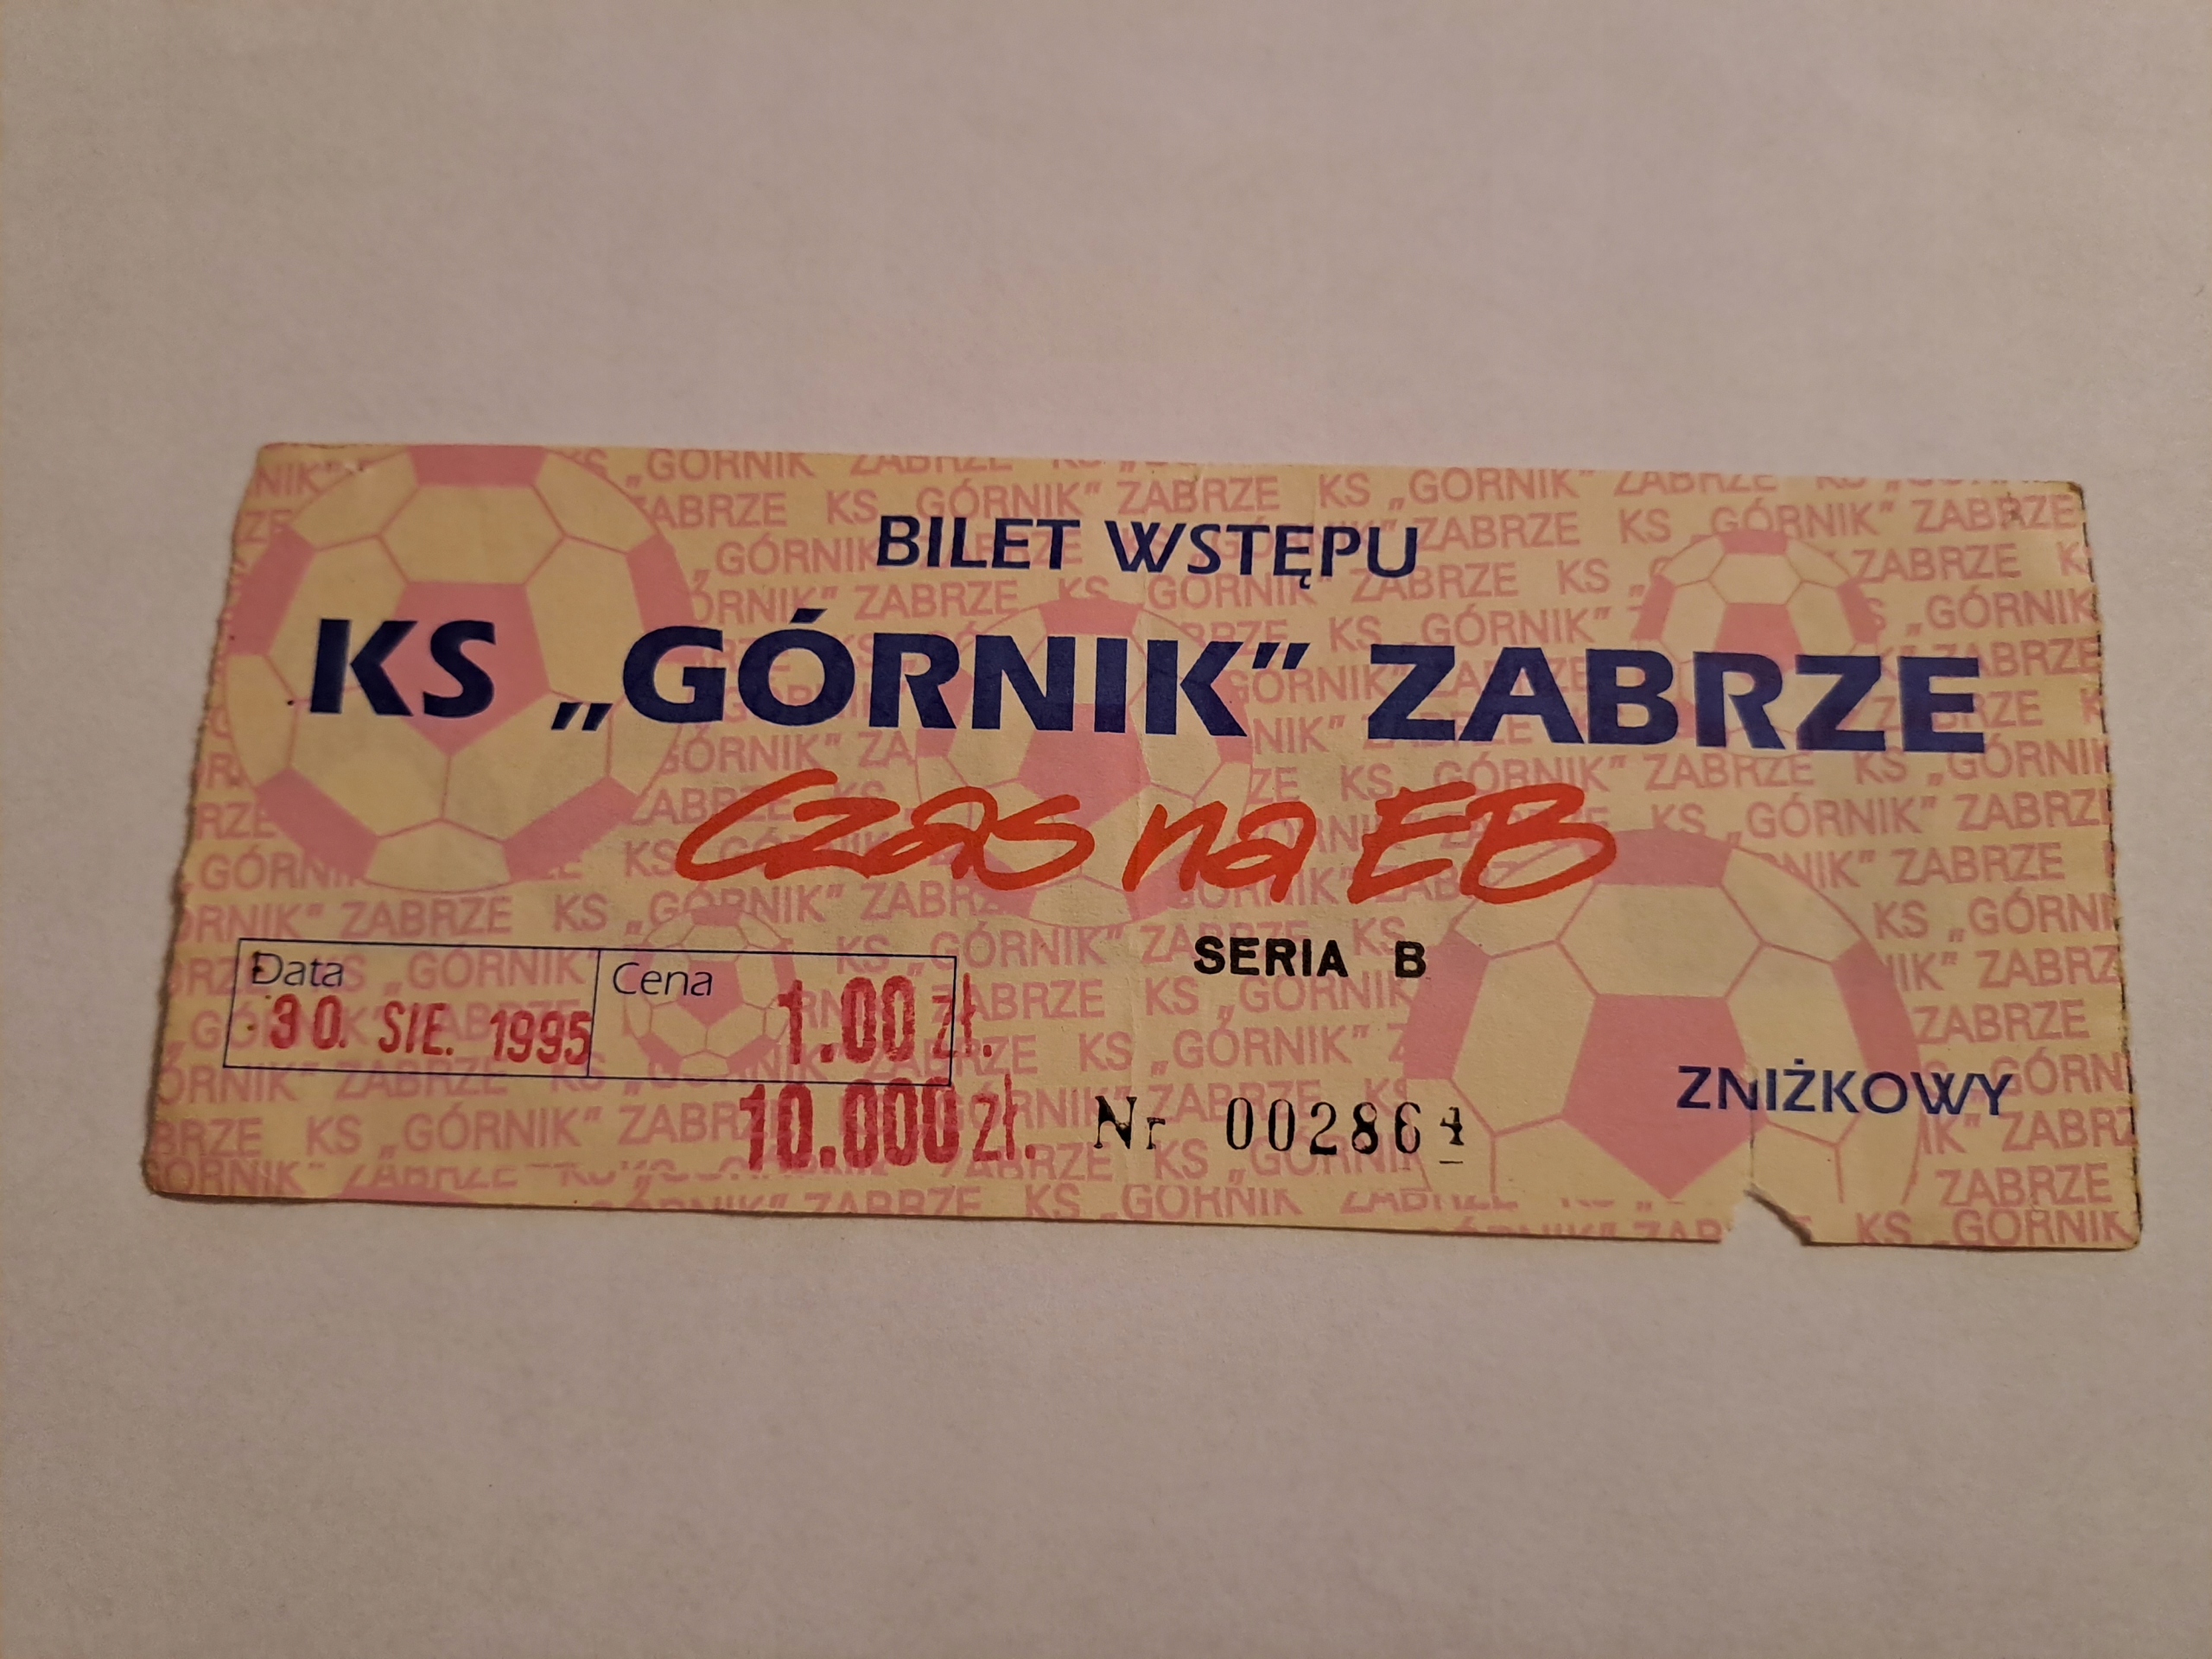 BILET WSTĘPU
KS „GÓRNIK” ZABRZE
Czas na EB
SERIA B
Data
30. SIE. 1995
Cena
1.00 zł.
10.000 zł.
Nr 002864
ZNIŻKOWY